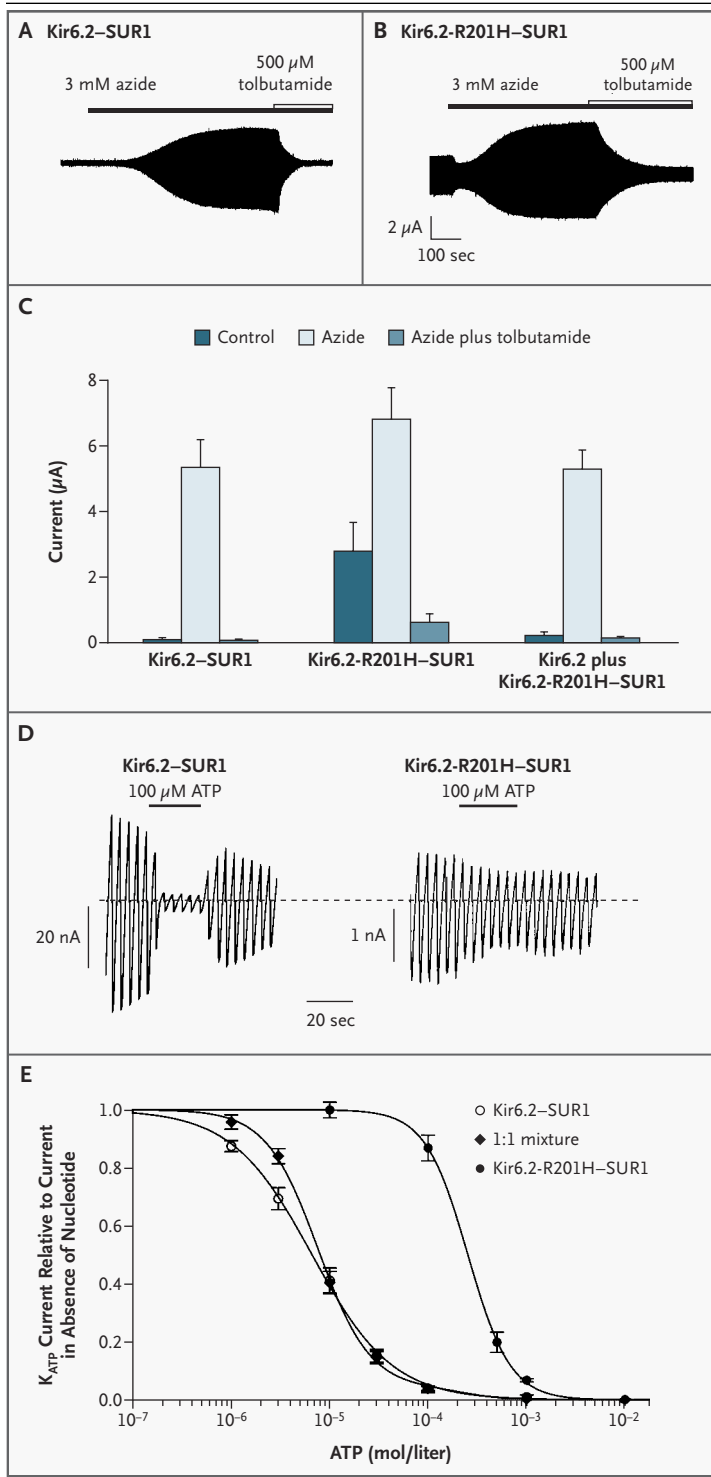 A Kir6.2–SUR1
3 mM azide
500 µM
tolbutamide
B Kir6.2-R201H–SUR1
3 mM azide
500 µM
tolbutamide
2 µA
100 sec
C
Control
Azide
Azide plus tolbutamide
Current (µA)
8
6
4
2
0
Kir6.2–SUR1
Kir6.2-R201H–SUR1
Kir6.2 plus
Kir6.2-R201H–SUR1
D
Kir6.2–SUR1
100 µM ATP
Kir6.2-R201H–SUR1
100 µM ATP
20 nA
1 nA
20 sec
E
K_ATP Current Relative to Current
in Absence of Nucleotide
1.0
0.8
0.6
0.4
0.2
0.0
Kir6.2–SUR1
1:1 mixture
Kir6.2-R201H–SUR1
10⁻⁷ 10⁻⁶ 10⁻⁵ 10⁻⁴ 10⁻³ 10⁻²
ATP (mol/liter)